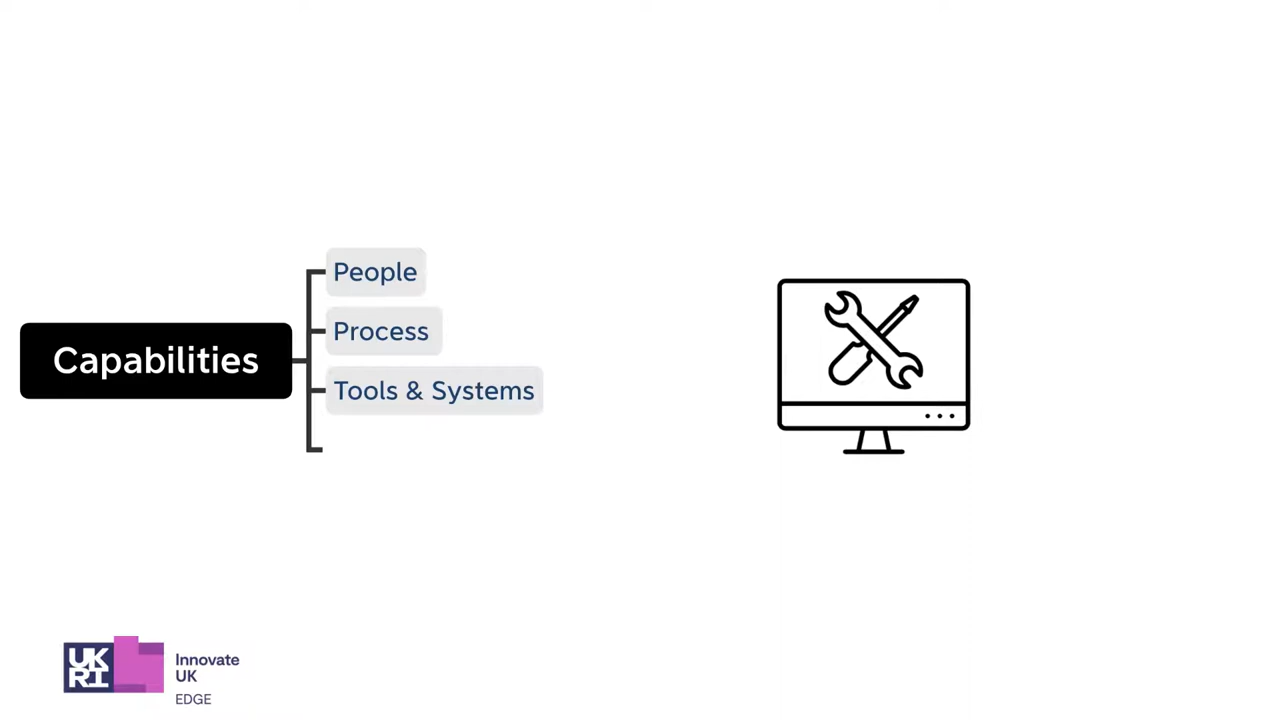 People
Process
Capabilities
Tools & Systems
UK
RI
Innovate
UK
EDGE